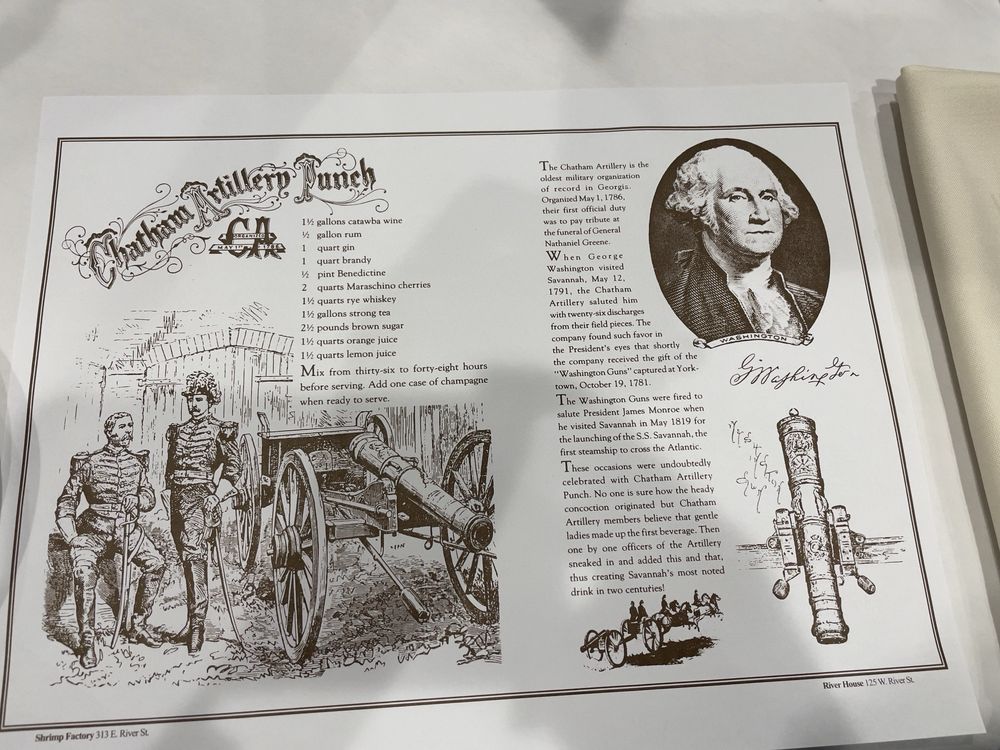 Chatham Artillery Punch
ORGANIZED
CA
MAY 1ST 1786
1½ gallons catawba wine
½ gallon rum
1 quart gin
1 quart brandy
½ pint Benedictine
2 quarts Maraschino cherries
1½ quarts rye whiskey
1½ gallons strong tea
2½ pounds brown sugar
1½ quarts orange juice
1½ quarts lemon juice
Mix from thirty-six to forty-eight hours
before serving. Add one case of champagne
when ready to serve.
The Chatham Artillery is the
oldest military organization
of record in Georgia.
Organized May 1, 1786,
their first official duty
was to pay tribute at
the funeral of General
Nathaniel Greene.
When George
Washington visited
Savannah, May 12,
1791, the Chatham
Artillery saluted him
with twenty-six discharges
from their field pieces. The
company found such favor in
the President's eyes that shortly
the company received the gift of the
"Washington Guns" captured at York-
town, October 19, 1781.
The Washington Guns were fired to
salute President James Monroe when
he visited Savannah in May 1819 for
the launching of the S.S. Savannah, the
first steamship to cross the Atlantic.
These occasions were undoubtedly
celebrated with Chatham Artillery
Punch. No one is sure how the heady
concoction originated but Chatham
Artillery members believe that gentle
ladies made up the first beverage. Then
one by one officers of the Artillery
sneaked in and added this and that,
thus creating Savannah's most noted
drink in two centuries!
WASHINGTON
G Washington
Shrimp Factory 313 E. River St.
River House 125 W. River St.